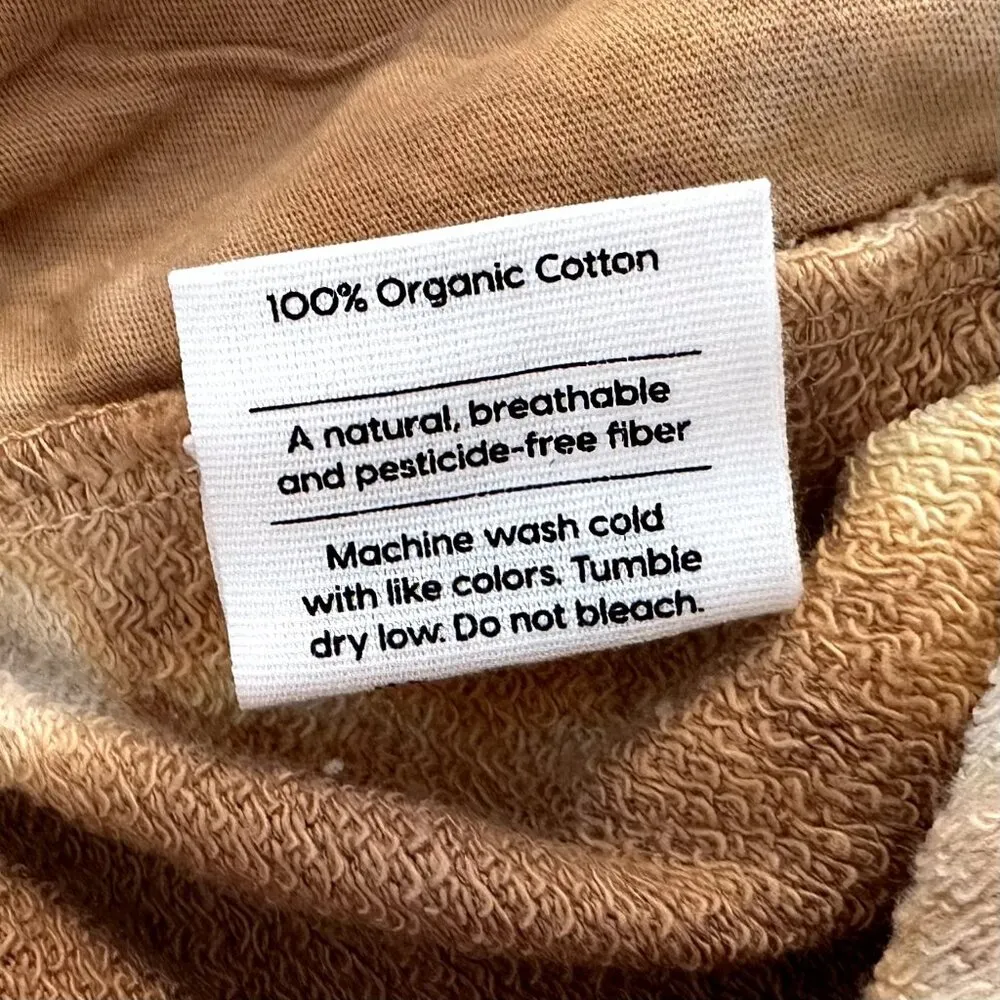 100% Organic Cotton
A natural, breathable
and pesticide-free fiber
Machine wash cold
with like colors. Tumble
dry low. Do not bleach.